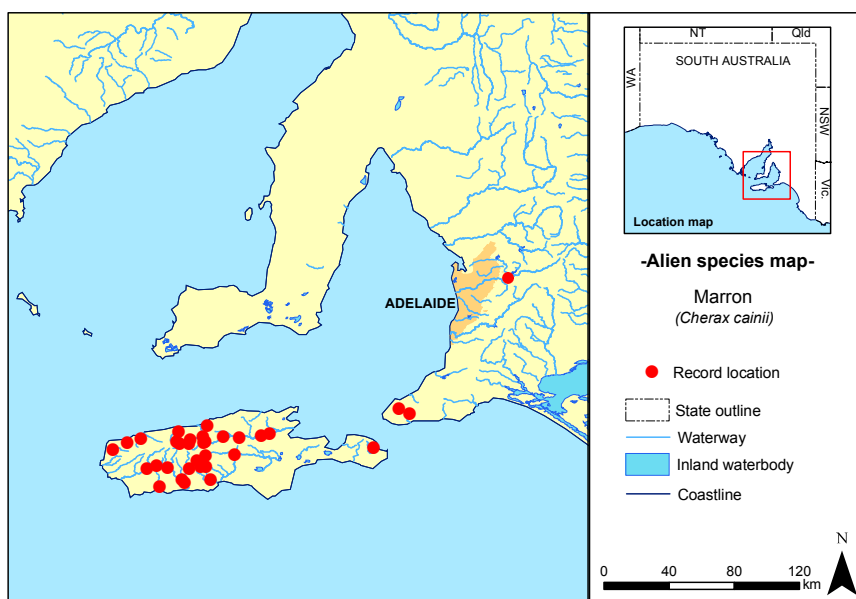 ADELAIDE
NT
Qld
SOUTH AUSTRALIA
WA
NSW
Vic.
Location map
-Alien species map-
Marron
(Cherax cainii)
Record location
State outline
Waterway
Inland waterbody
Coastline
N
0 40 80 120
km